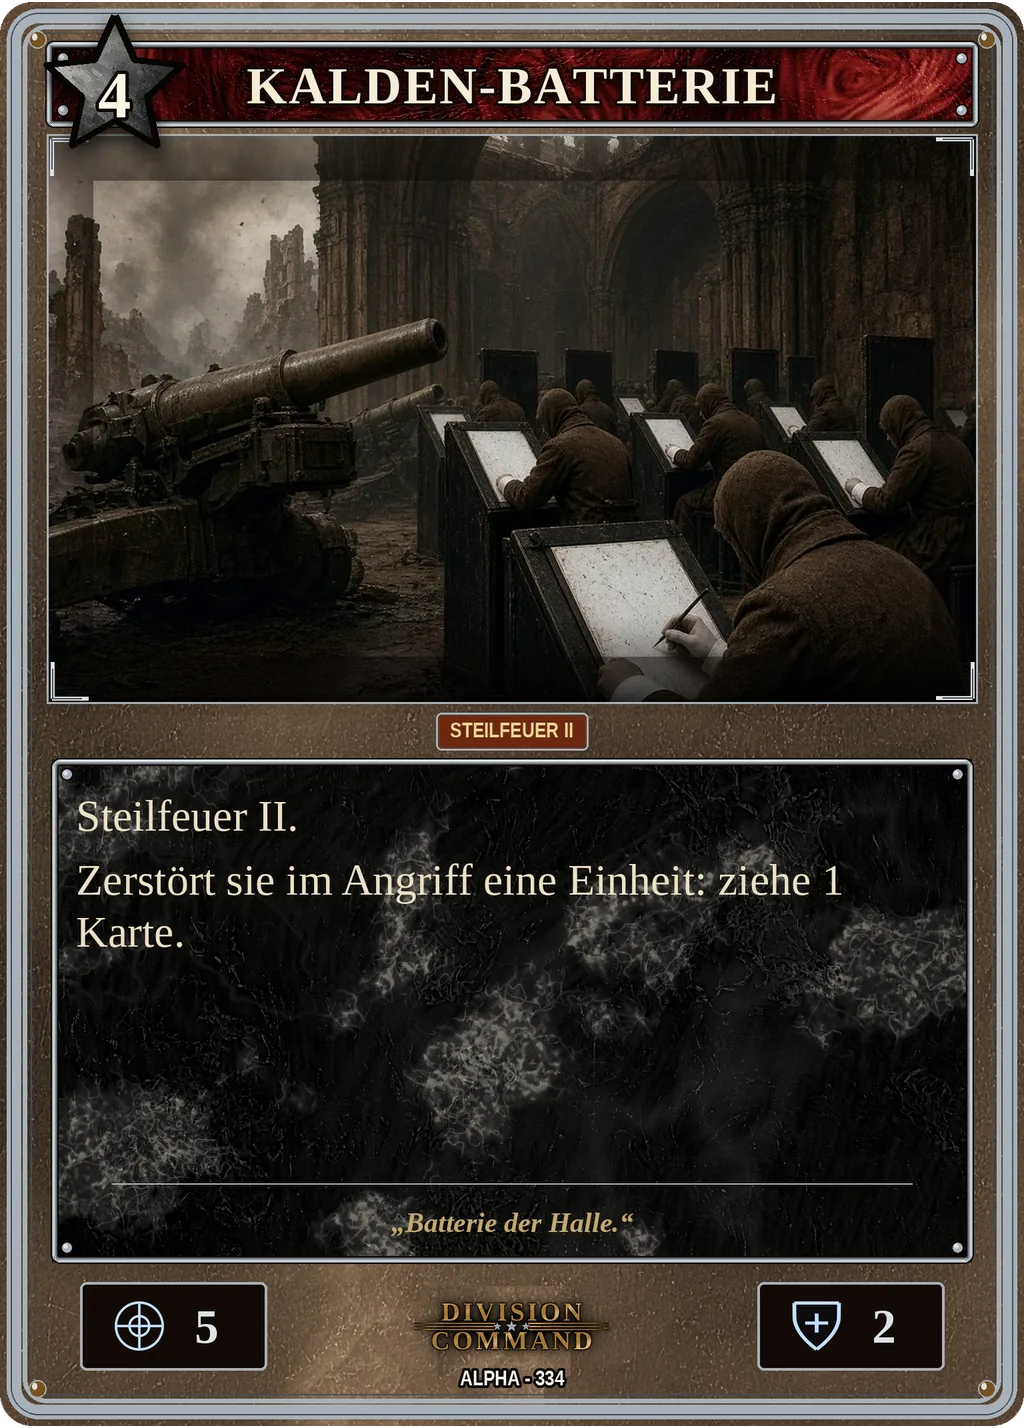 4
KALDEN-BATTERIE
STEILFEUER II
Steilfeuer II.
Zerstört sie im Angriff eine Einheit: ziehe 1
Karte.
„Batterie der Halle.“
5
DIVISION
COMMAND
2
ALPHA - 334